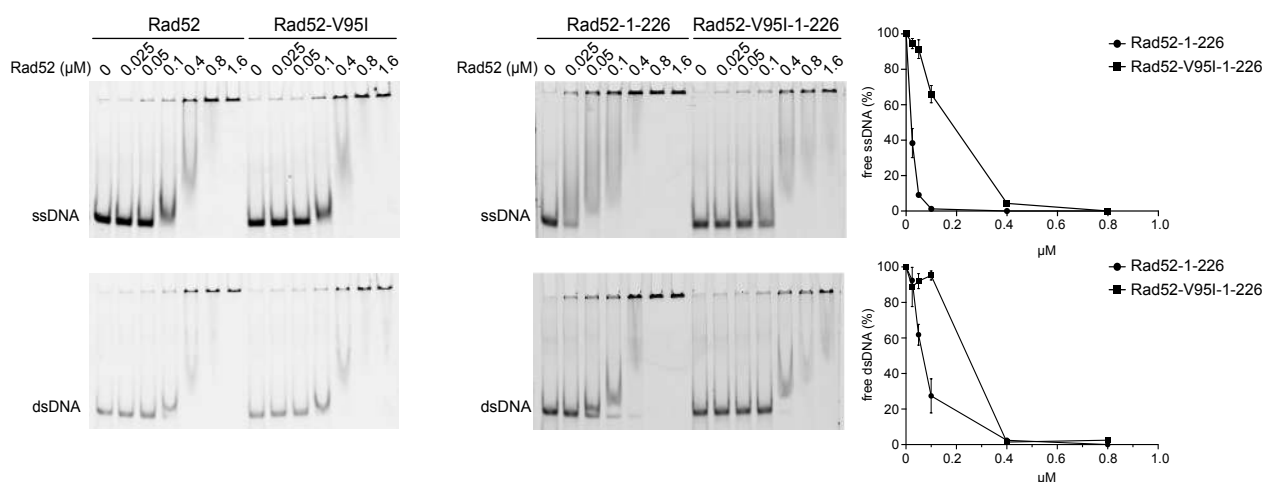 Rad52 Rad52-V95I
Rad52 (µM) 0 0.025 0.05 0.1 0.4 0.8 1.6 0 0.025 0.05 0.1 0.4 0.8 1.6
ssDNA
dsDNA
Rad52-1-226 Rad52-V95I-1-226
Rad52 (µM) 0 0.025 0.05 0.1 0.4 0.8 1.6 0 0.025 0.05 0.1 0.4 0.8 1.6
ssDNA
dsDNA
100
80
60
40
20
0
free ssDNA (%)
0 0.2 0.4 0.6 0.8 1.0
µM
Rad52-1-226
Rad52-V95I-1-226
100
80
60
40
20
0
free dsDNA (%)
0 0.2 0.4 0.6 0.8 1.0
µM
Rad52-1-226
Rad52-V95I-1-226